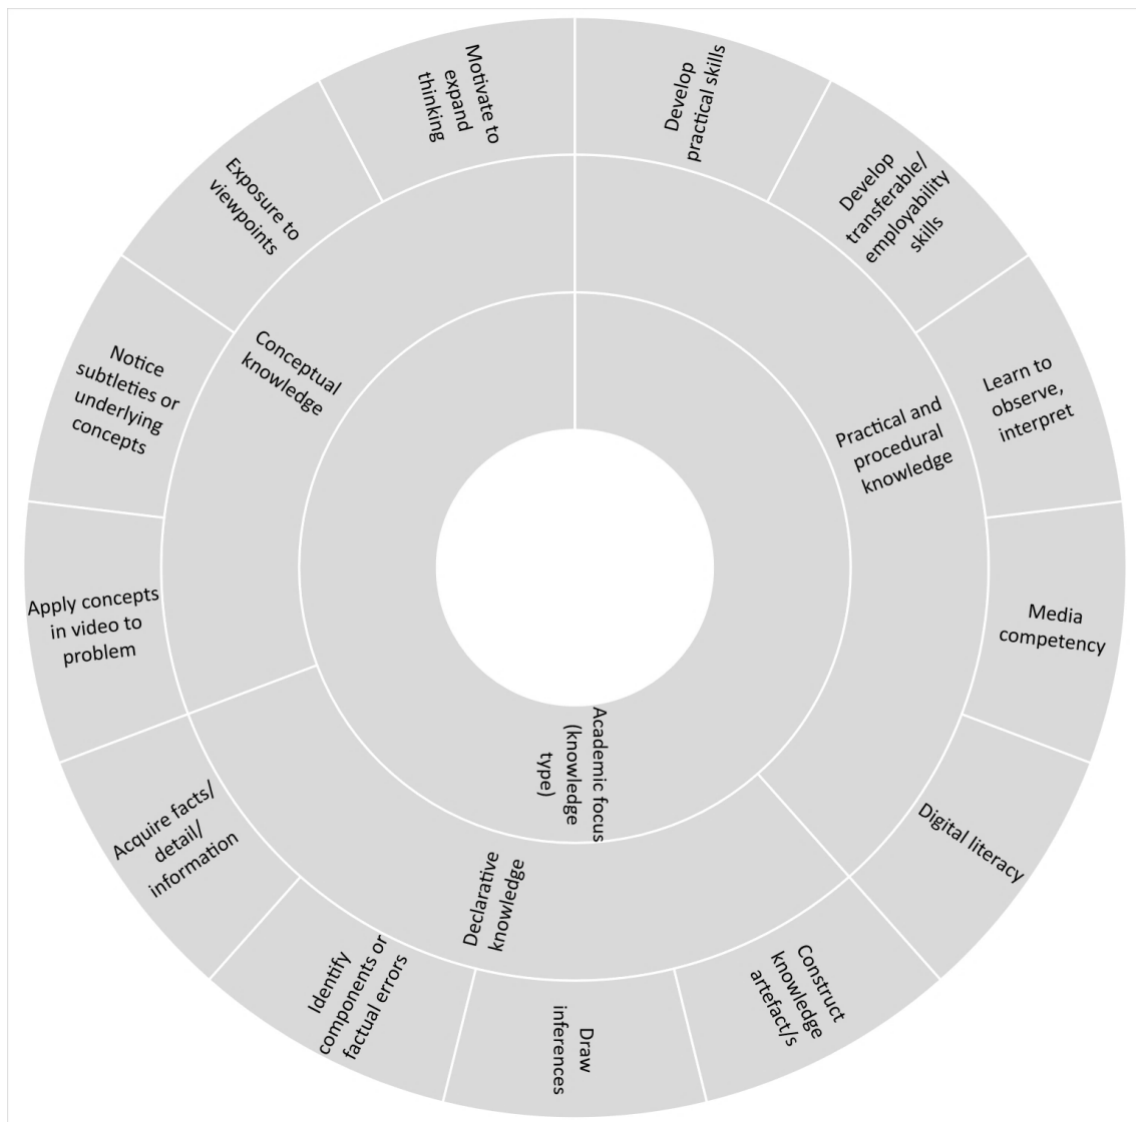 Develop
practical skills
Develop
transferable/
employability
skills
Learn to
observe,
interpret
Media
competency
Digital literacy
Construct
knowledge
artefact/s
Draw
inferences
Identify
components or
factual errors
Acquire facts/
detail/
information
Apply concepts
in video to
problem
Notice
subtleties or
underlying
concepts
Exposure to
viewpoints
Motivate to
expand
thinking
Practical and
procedural
knowledge
Declarative
knowledge
Conceptual
knowledge
Academic focus
(knowledge
type)